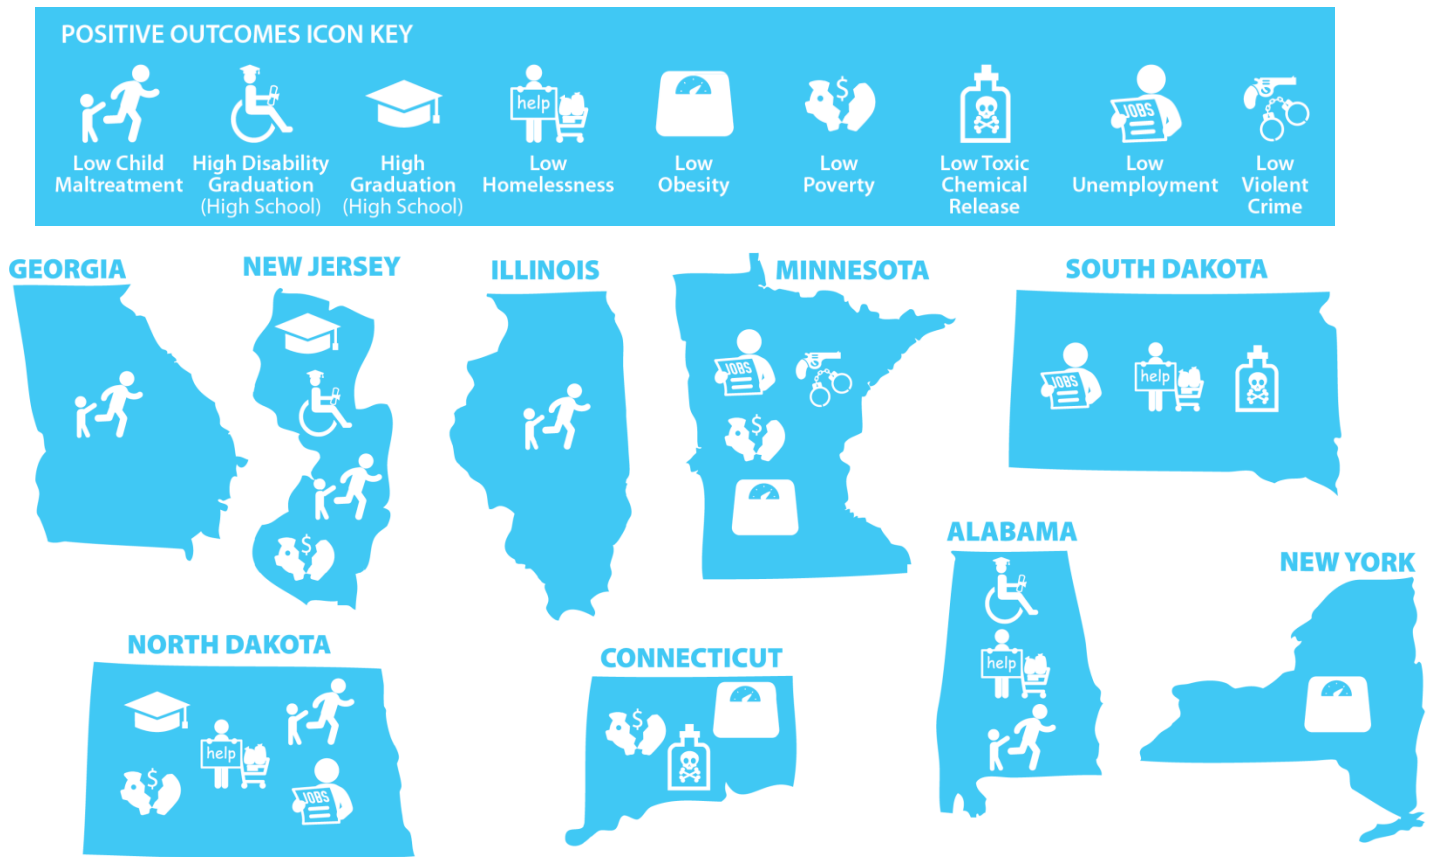 POSITIVE OUTCOMES ICON KEY
help
$
JOBS
Low Child
Maltreatment
High Disability
Graduation
(High School)
High
Graduation
(High School)
Low
Homelessness
Low
Obesity
Low
Poverty
Low Toxic
Chemical
Release
Low
Unemployment
Low
Violent
Crime
GEORGIA
NEW JERSEY
$
ILLINOIS
MINNESOTA
JOBS
$
SOUTH DAKOTA
JOBS
help
ALABAMA
help
NEW YORK
NORTH DAKOTA
help
$
JOBS
CONNECTICUT
$